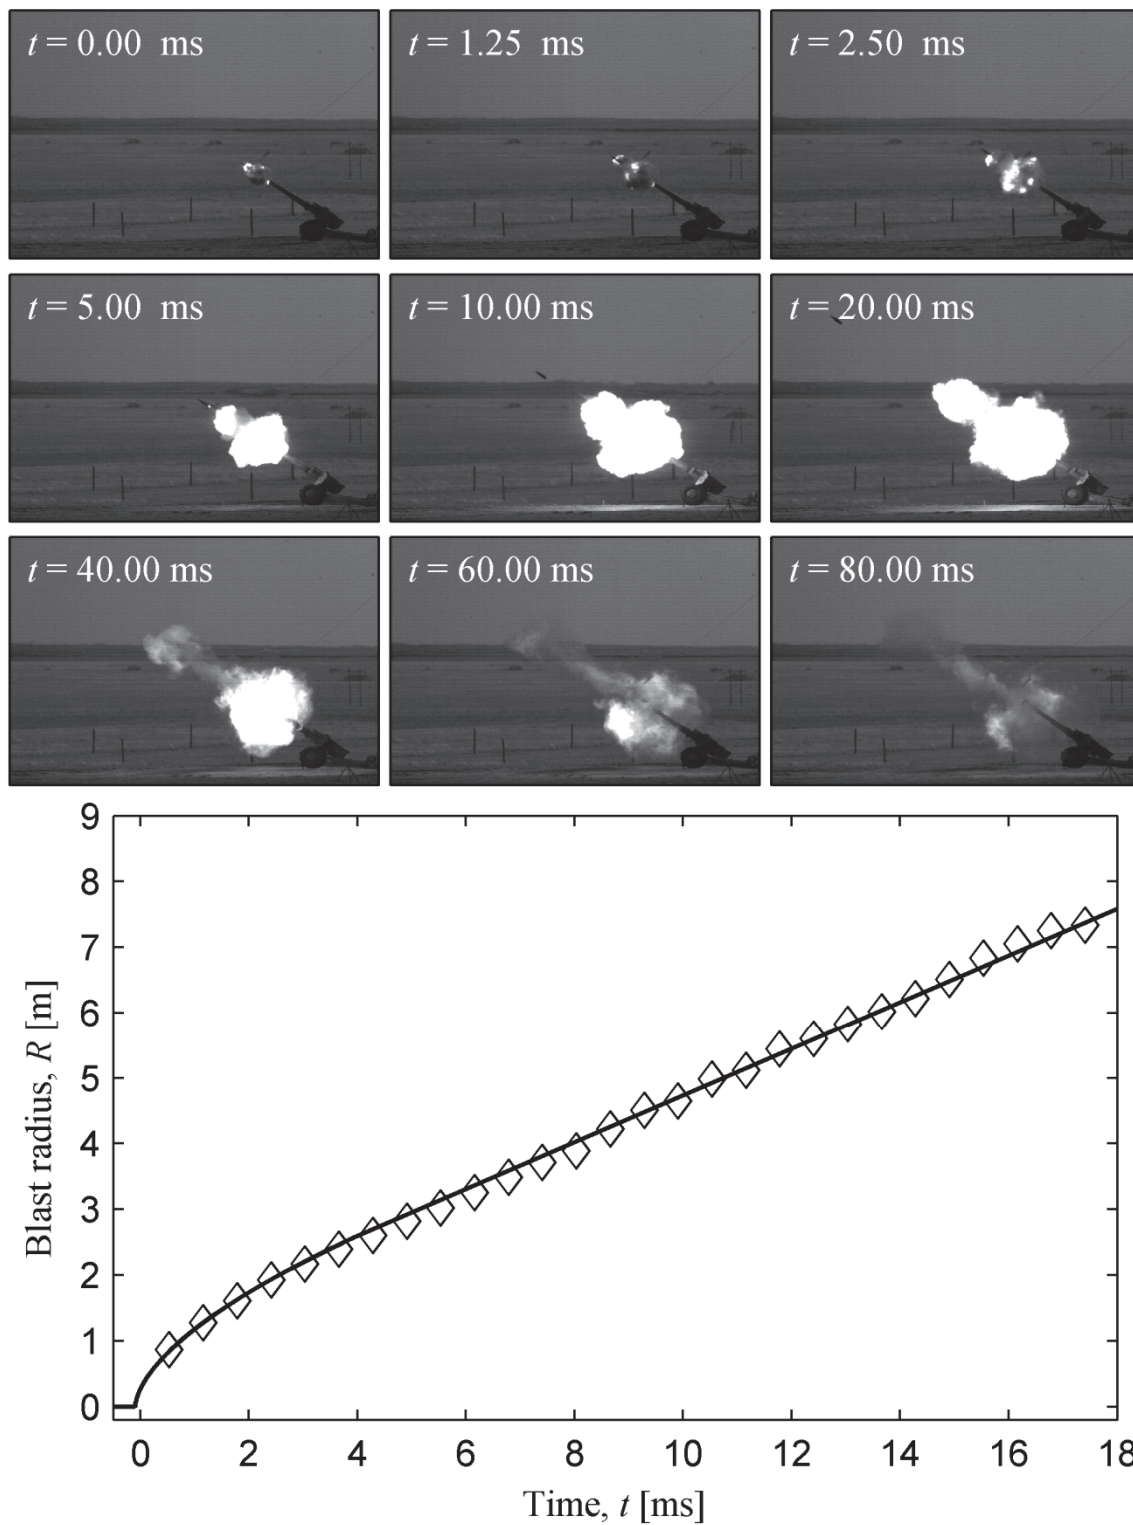 t = 0.00 ms
t = 1.25 ms
t = 2.50 ms
t = 5.00 ms
t = 10.00 ms
t = 20.00 ms
t = 40.00 ms
t = 60.00 ms
t = 80.00 ms
9
8
7
6
5
4
3
2
1
0
Blast radius, R [m]
0 2 4 6 8 10 12 14 16 18
Time, t [ms]